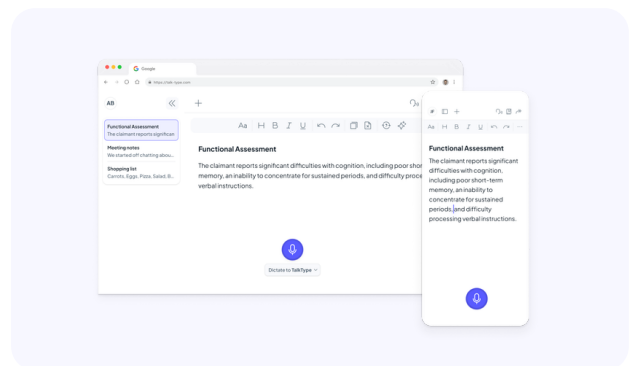 Google
https://talk-type.com
AB
Aa H B I U
Functional Assessment
The claimant reports significan
Meeting notes
We started off chatting abou...
Shopping list
Carrots, Eggs, Pizza, Salad, B...
Functional Assessment
The claimant reports significant difficulties with cognition, including poor shor
memory, an inability to concentrate for sustained periods, and difficulty proce
verbal instructions.
Dictate to TalkType
Aa H B I U
Functional Assessment
The claimant reports significant
difficulties with cognition,
including poor short-term
memory, an inability to
concentrate for sustained
periods, and difficulty
processing verbal instructions.